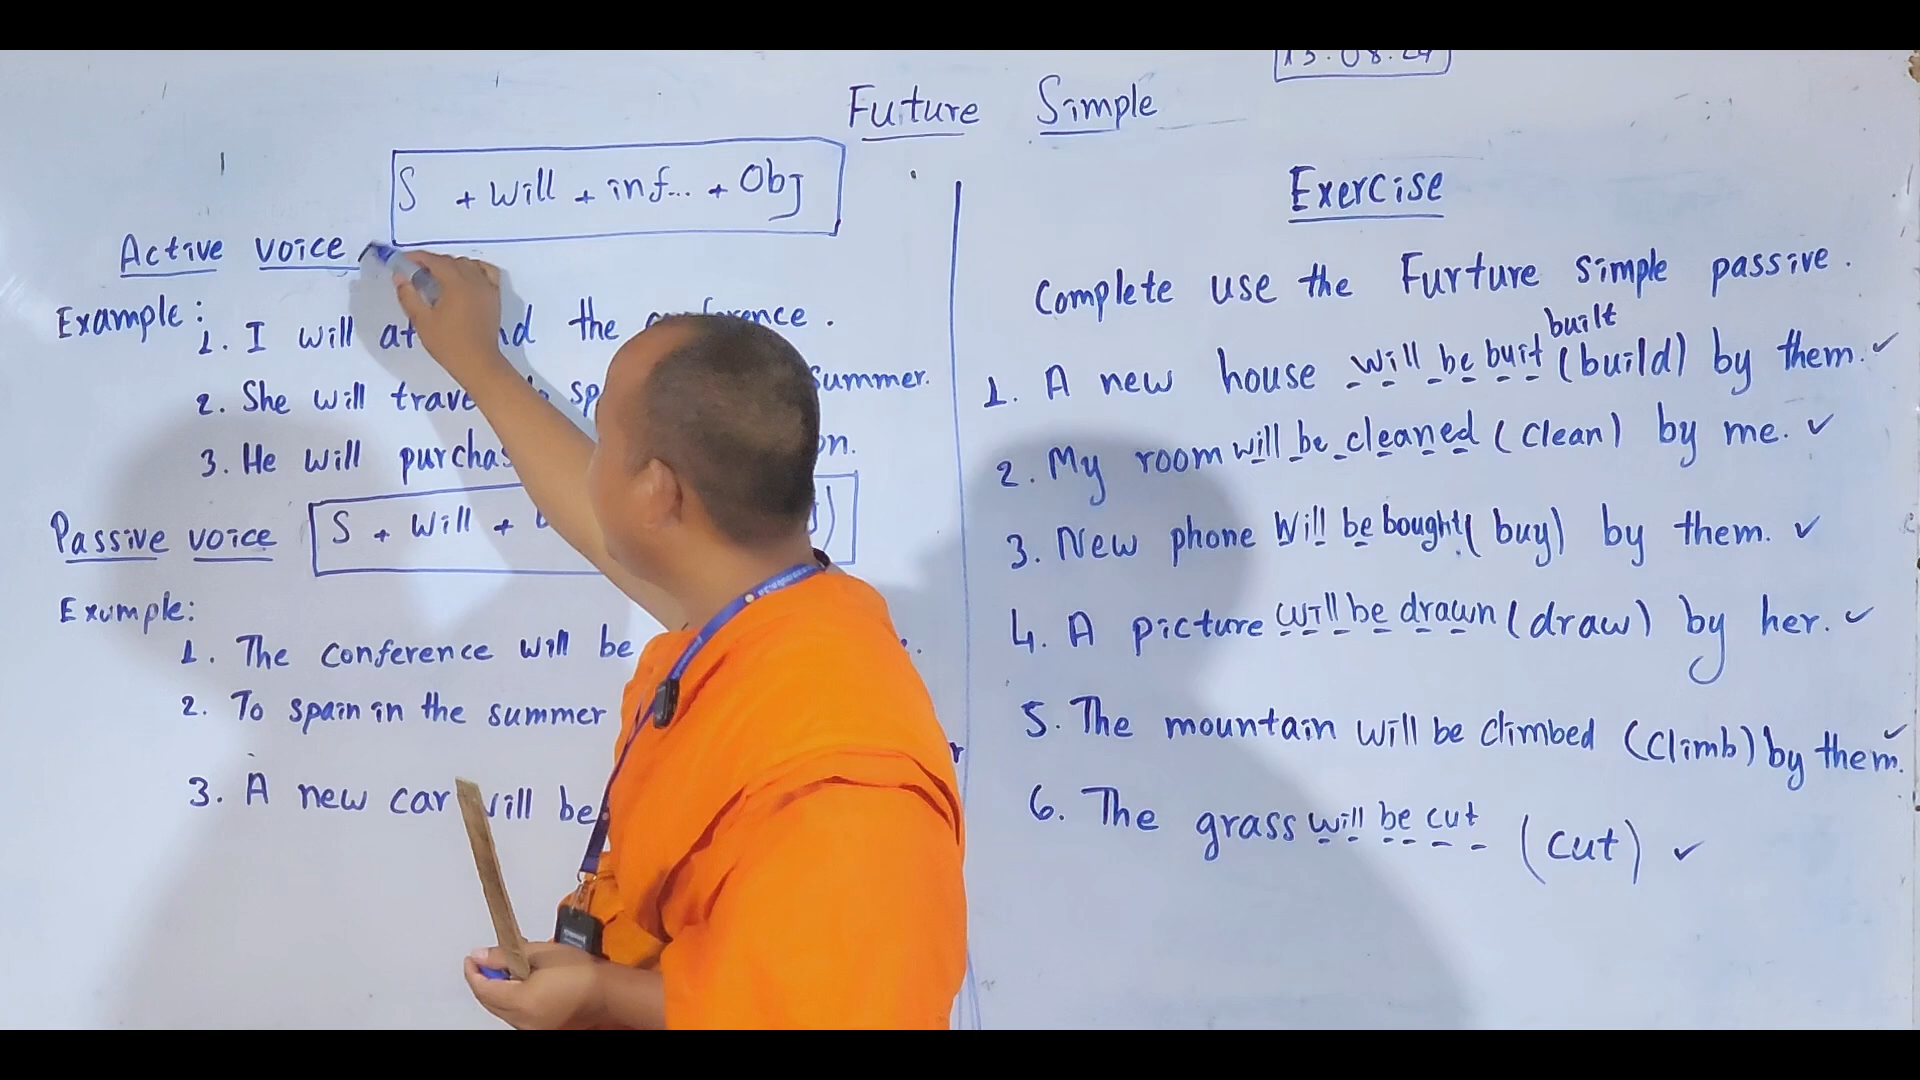 13.08.24
Future Simple
S + will + inf... + Obj
Active voice
Example:
1. I will the .
2. She will summer.
3. He will
Passive voice S + Will +
Exumple:
1. The conference will be
2. To spain in the summer
3. A new car will be
Exercise
Complete use the Furture simple passive.
built
1. A new house will be buit (build) by them. ✓
2. My room will be cleaned (clean) by me. ✓
3. New phone Will be bought (buy) by them. ✓
4. A picture will be drawn (draw) by her. ✓
5. The mountain will be climbed (climb) by them. ✓
6. The grass will be cut (cut) ✓